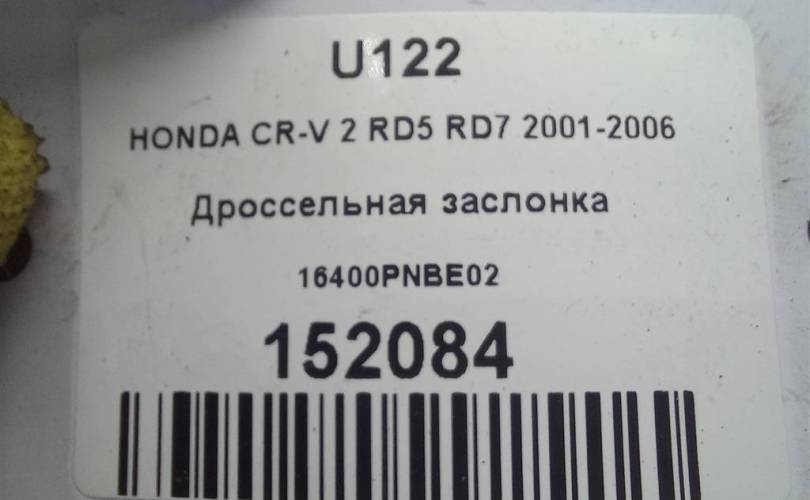 U122
HONDA CR-V 2 RD5 RD7 2001-2006
Дроссельная заслонка
16400PNBE02
152084